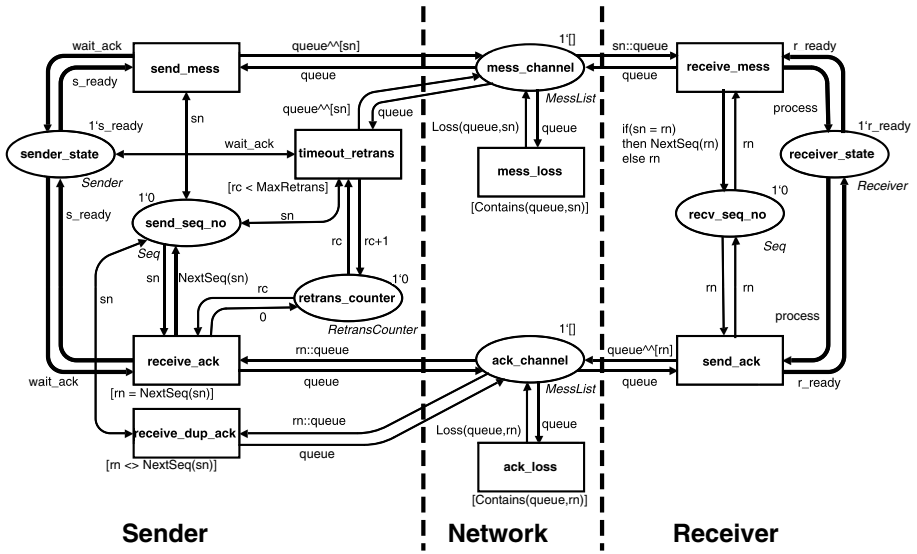 wait_ack
send_mess
queue^^[sn]
queue
1‘[]
mess_channel
MessList
sn::queue
queue
receive_mess
r_ready
s_ready
sn
queue^^[sn]
queue
Loss(queue,sn)
queue
process
1‘s_ready
sender_state
Sender
wait_ack
timeout_retrans
[rc < MaxRetrans]
mess_loss
[Contains(queue,sn)]
if(sn = rn)
then NextSeq(rn)
else rn
rn
1‘r_ready
receiver_state
Receiver
s_ready
1‘0
send_seq_no
Seq
sn
1‘0
recv_seq_no
Seq
sn
sn
NextSeq(sn)
rc
rc+1
rc
0
1‘0
retrans_counter
RetransCounter
rn
rn
process
wait_ack
receive_ack
[rn = NextSeq(sn)]
rn::queue
queue
1‘[]
ack_channel
MessList
queue^^[rn]
queue
send_ack
r_ready
receive_dup_ack
[rn <> NextSeq(sn)]
rn::queue
queue
Loss(queue,rn)
queue
ack_loss
[Contains(queue,rn)]
Sender
Network
Receiver